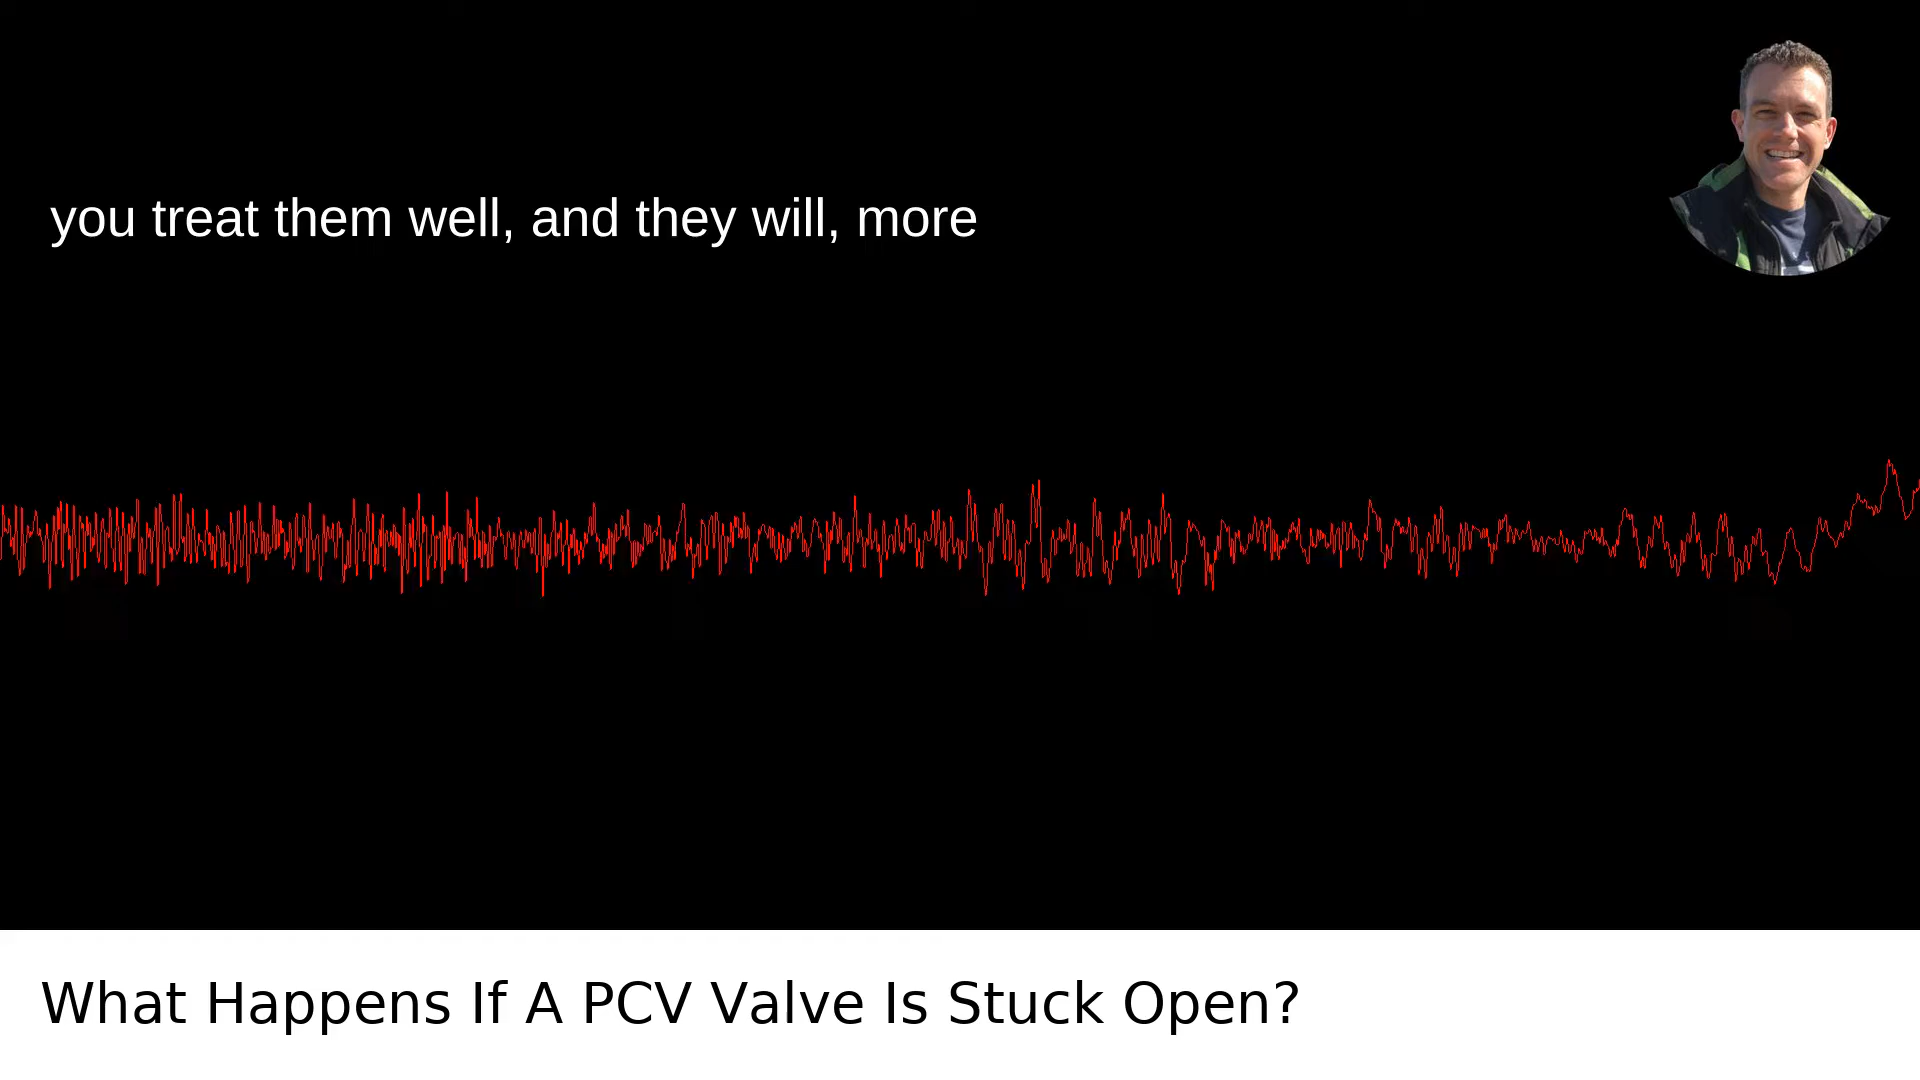 you treat them well, and they will, more
What Happens If A PCV Valve Is Stuck Open?